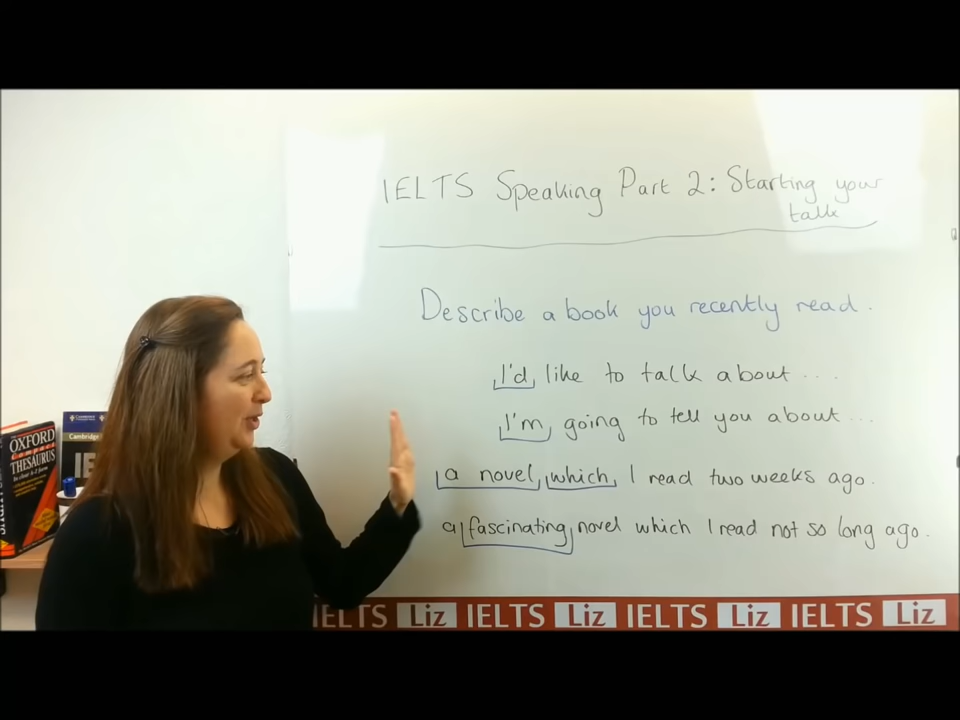 IELTS Speaking Part 2: Starting your
talk
Describe a book you recently read.
I'd like to talk about....
I'm going to tell you about...
a novel which I read two weeks ago.
a fascinating novel which I read not so long ago.
OXFORD
Compact
THESAURUS
Cambridge
IELTS
IELTS Liz IELTS Liz IELTS Liz IELTS Liz